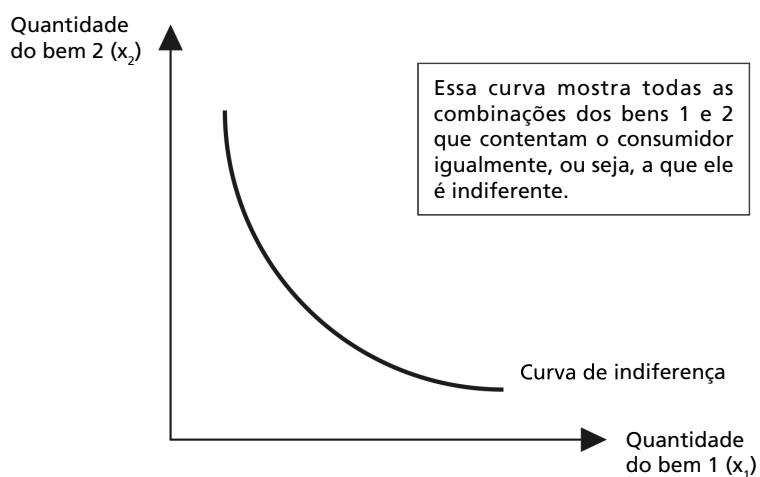 Quantidade
do bem 2 (x₂)
Essa curva mostra todas as
combinações dos bens 1 e 2
que contentam o consumidor
igualmente, ou seja, a que ele
é indiferente.
Curva de indiferença
Quantidade
do bem 1 (x₁)